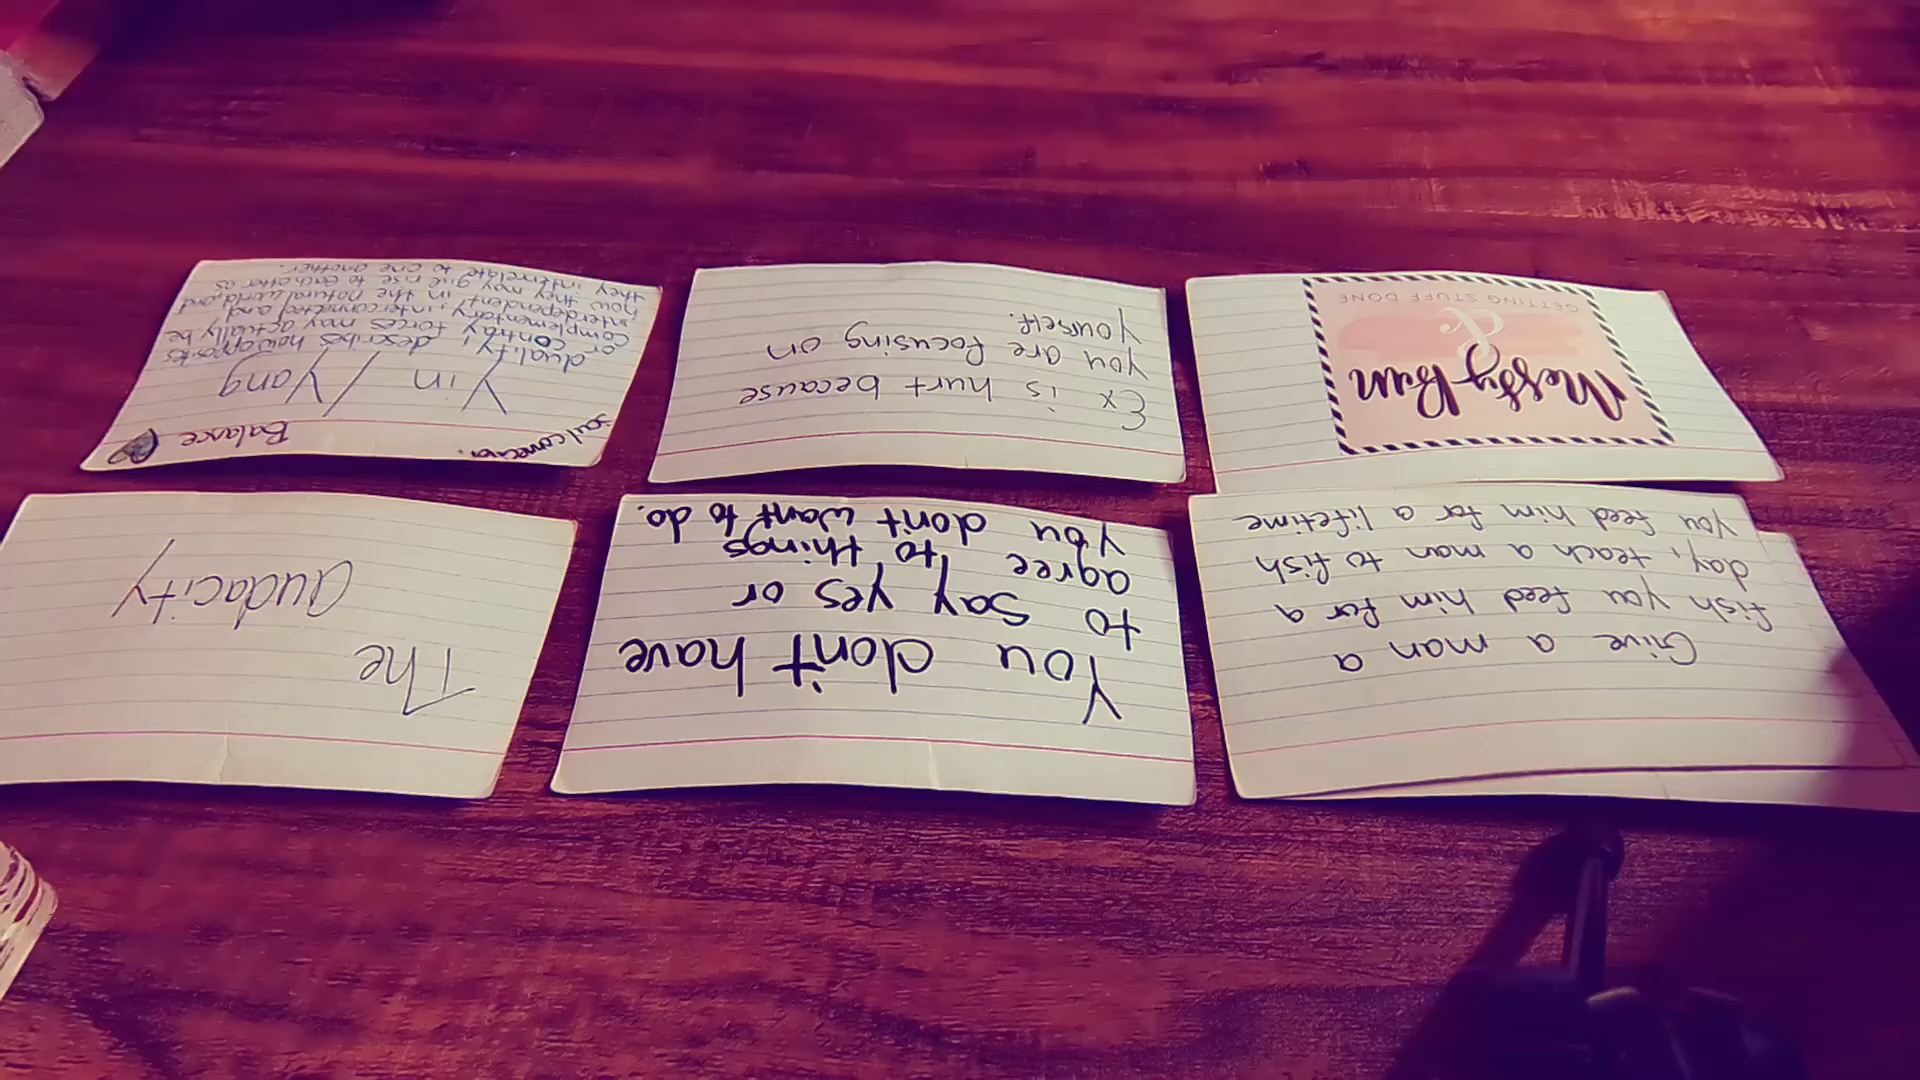 Give a man a
fish you feed him for a
day, teach a man to fish
you feed him for a lifetime
You don't have
to say yes or
agree to things
you don't want to do.
The
audacity
Messy Bun
&
GETTING STUFF DONE
Ex is hurt because
you are focusing on
yourself.
soul connection. Balance
Yin / Yang
duality, describes how opposites
or contrary forces may actually be
complementary, interconnected and
interdependent in the natural world, and
how they may give rise to each other as
they interrelate to one another.